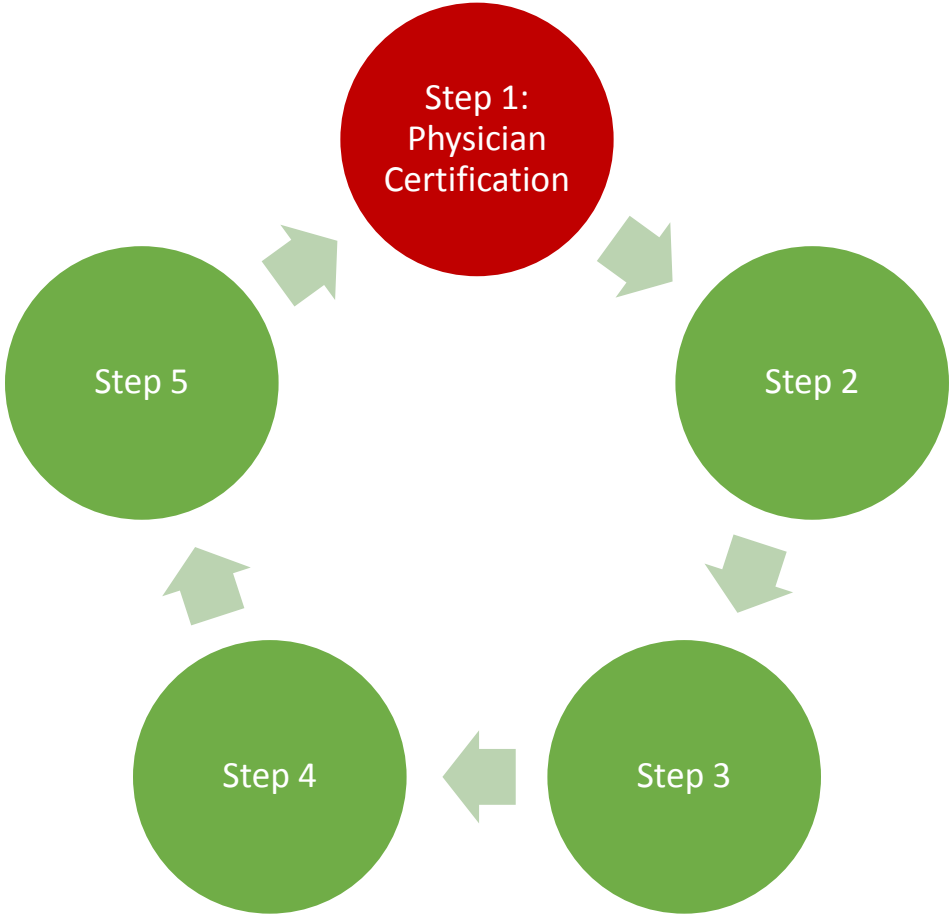 Step 1:
Physician
Certification
Step 2
Step 3
Step 4
Step 5